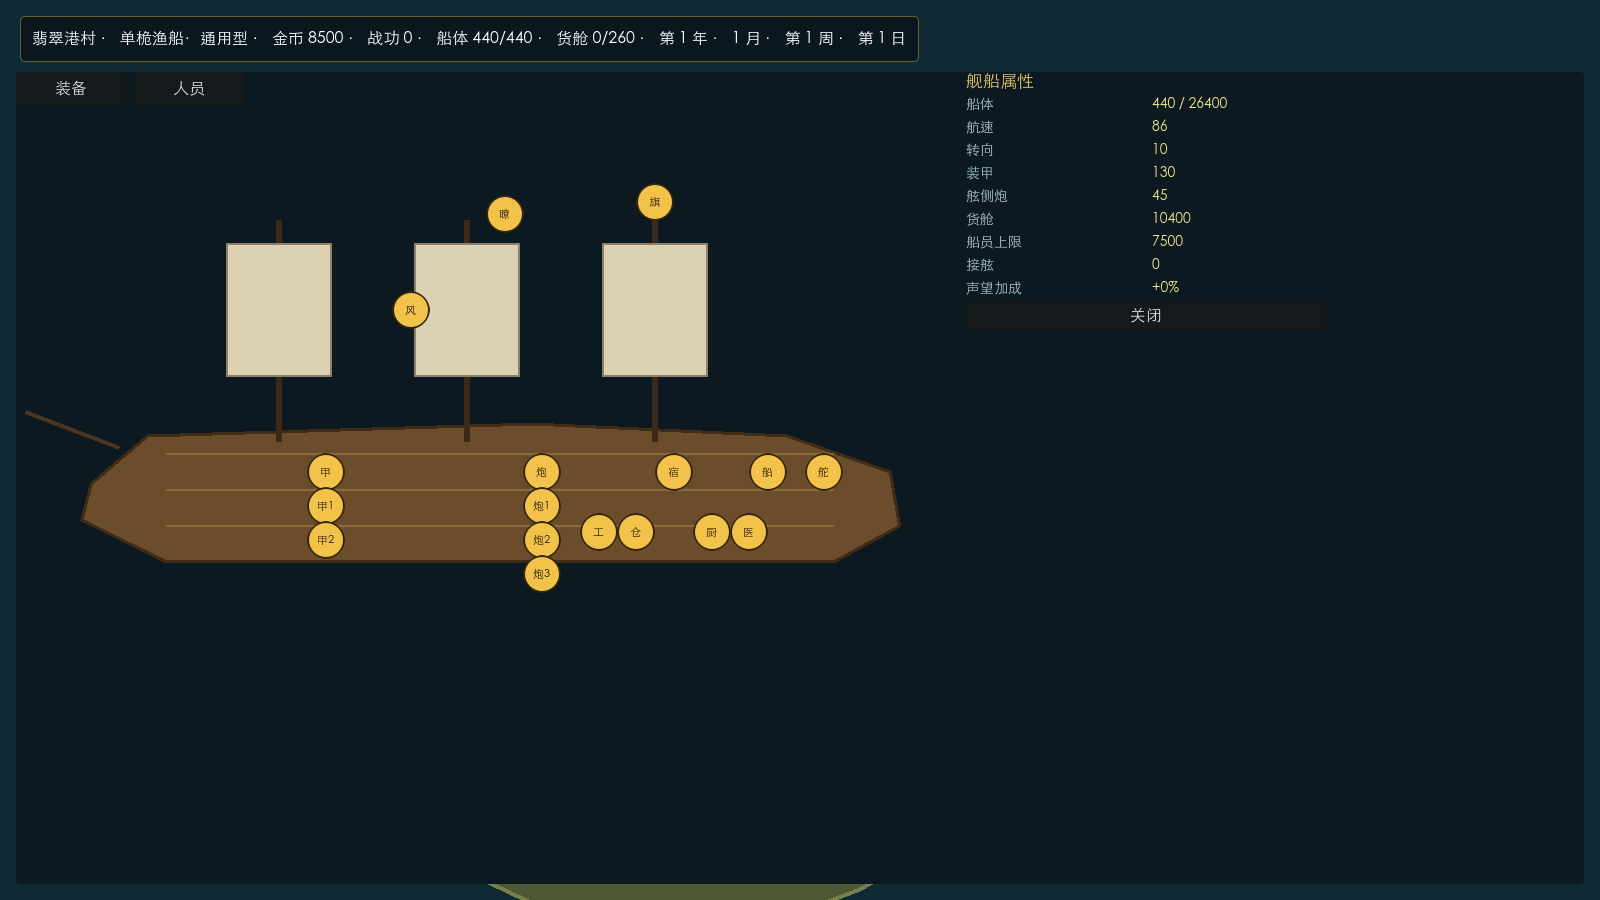 翡翠港村 · 单桅渔船 · 通用型 · 金币 8500 · 战功 0 · 船体 440/440 · 货舱 0/260 · 第 1 年 · 1 月 · 第 1 周 · 第 1 日
装备 人员
舰船属性
船体 440 / 26400
航速 86
转向 10
装甲 130
舷侧炮 45
货舱 10400
船员上限 7500
接舷 0
声望加成 +0%
关闭
瞭 旗
风
甲 炮 宿 船 舵
甲1 炮1
甲2 炮2 工 仓 厨 医
炮3